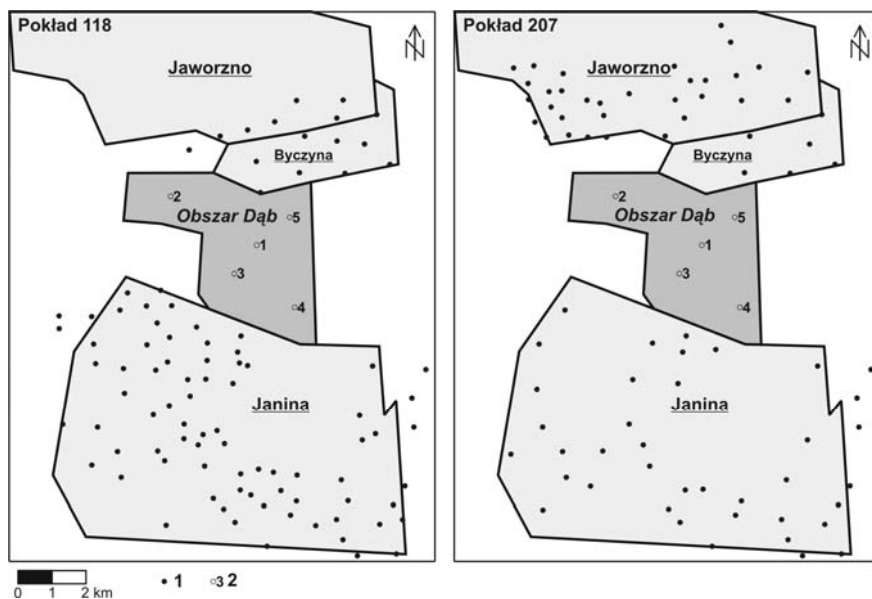 Pokład 118
N
Jaworzno
Byczyna
2
Obszar Dąb
5
1
3
4
Janina
Pokład 207
N
Jaworzno
Byczyna
2
Obszar Dąb
5
1
3
4
Janina
0 1 2 km
1
3 2